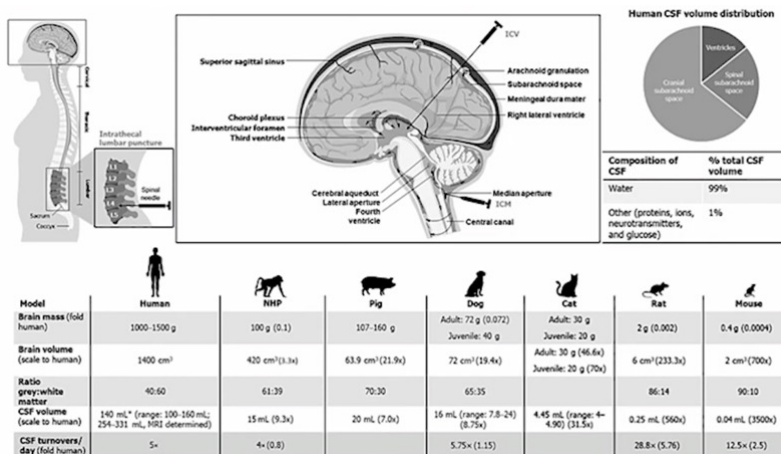 Cervical
Thoracic
Intrathecal
lumbar puncture
Lumbar
Spinal
needle
Sacrum
Coccyx
ICV
Superior sagittal sinus
Arachnoid granulation
Subarachnoid space
Meningeal dura mater
Right lateral ventricle
Choroid plexus
Interventricular foramen
Third ventricle
Cerebral aqueduct
Lateral aperture
Fourth
ventricle
Median aperture
ICM
Central canal
Human CSF volume distribution
Ventricles
Cranial
subarachnoid
space
Spinal
subarachnoid
space
Composition of CSF % total CSF volume
Water 99%
Other (proteins, ions, neurotransmitters, and glucose) 1%
Model Human NHP Pig Dog Cat Rat Mouse
Brain mass (fold human) 1000-1500 g 100 g (0.1) 107-160 g Adult: 72 g (0.072) Juvenile: 40 g Adult: 30 g Juvenile: 20 g 2 g (0.002) 0.4 g (0.0004)
Brain volume (scale to human) 1400 cm³ 420 cm³ (3.3x) 63.9 cm³ (21.9x) 72 cm³ (19.4x) Adult: 30 g (46.6x) Juvenile: 20 g (70x) 6 cm³ (233.3x) 2 cm³ (700x)
Ratio grey:white matter 40:60 61:39 70:30 65:35 86:14 90:10
CSF volume (scale to human) 140 mL* (range: 100-160 mL; 254-331 mL, MRI determined) 15 mL (9.3x) 20 mL (7.0x) 16 mL (range: 7.8-24) (8.75x) 4.45 mL (range: 4-4.90) (31.5x) 0.25 mL (560x) 0.04 mL (3500x)
CSF turnovers/day (fold human) 5× 4× (0.8) 5.75× (1.15) 28.8× (5.76) 12.5× (2.5)